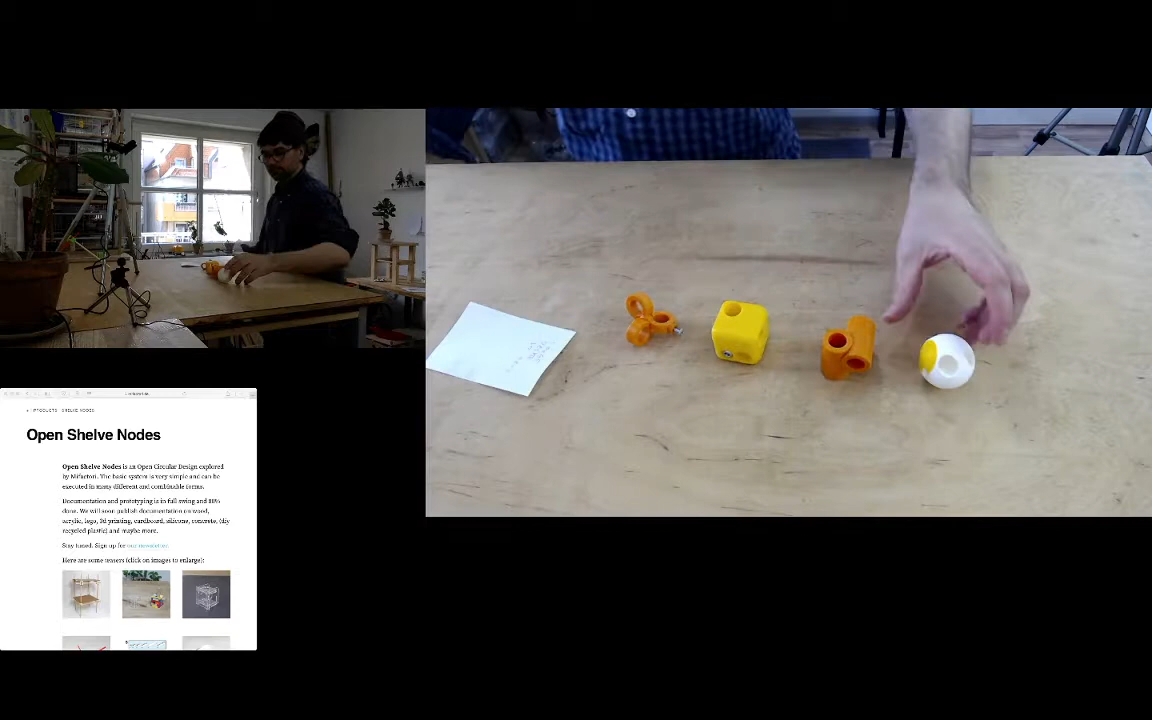 Open Shelve Nodes
Open Shelve Nodes is an Open Circular Design explored
by Mifactori. The basic system is very simple and can be
executed in many different and combinable forms.
Documentation and prototyping is in full swing and 80%
done. We will soon publish documentation on wood,
acrylic, lego, 3d printing, cardboard, silicone, concrete, (diy
recycled plastic) and maybe more.
Stay tuned. Sign up for our newsletter.
Here are some teasers (click on images to enlarge):